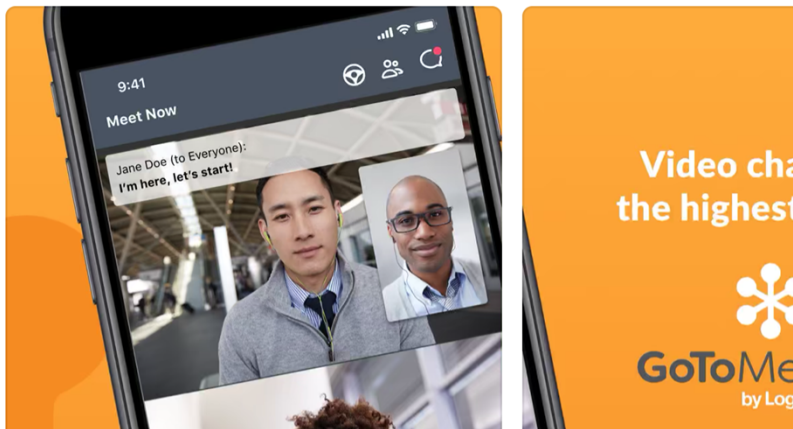 9:41
Meet Now
Jane Doe (to Everyone):
I'm here, let's start!
Video cha
the highest
GoToMe
by Log